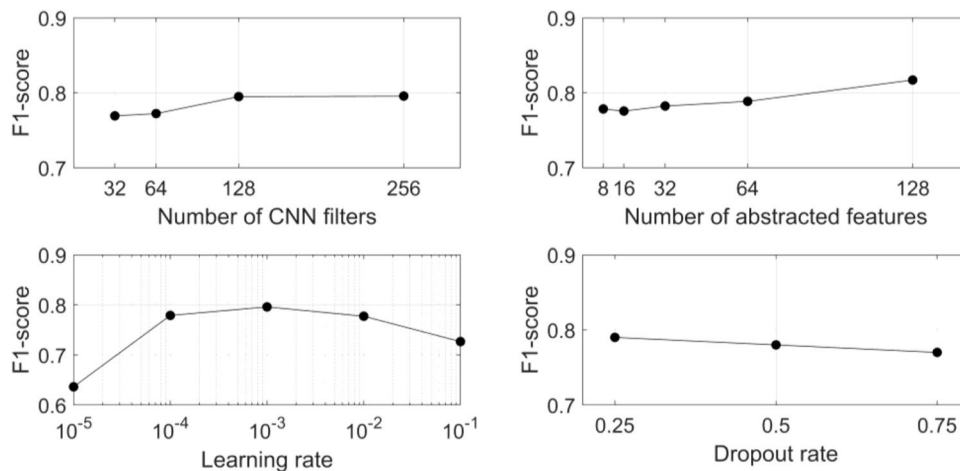 0.9
0.8
0.7
F1-score
32 64 128 256
Number of CNN filters
0.9
0.8
0.7
F1-score
8 16 32 64 128
Number of abstracted features
0.9
0.8
0.7
0.6
F1-score
10^-5 10^-4 10^-3 10^-2 10^-1
Learning rate
0.9
0.8
0.7
F1-score
0.25 0.5 0.75
Dropout rate